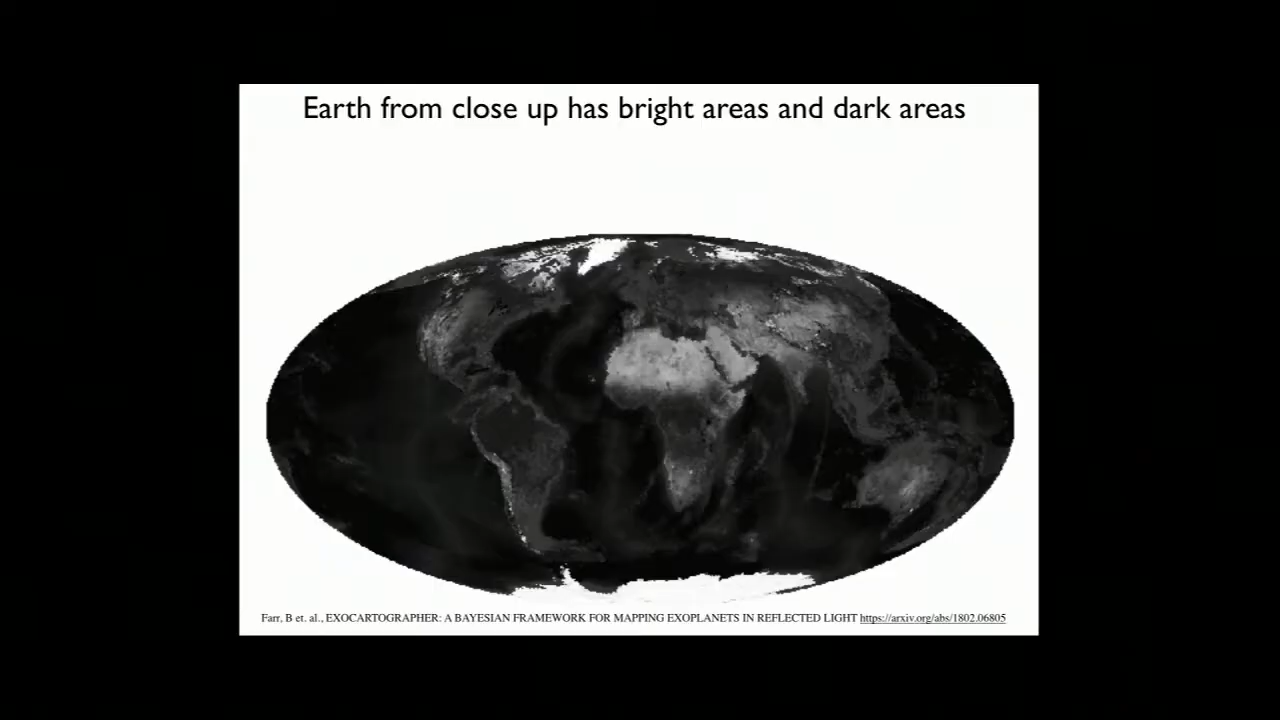 Earth from close up has bright areas and dark areas
Farr, B et. al., EXOCARTOGRAPHER: A BAYESIAN FRAMEWORK FOR MAPPING EXOPLANETS IN REFLECTED LIGHT https://arxiv.org/abs/1802.06805